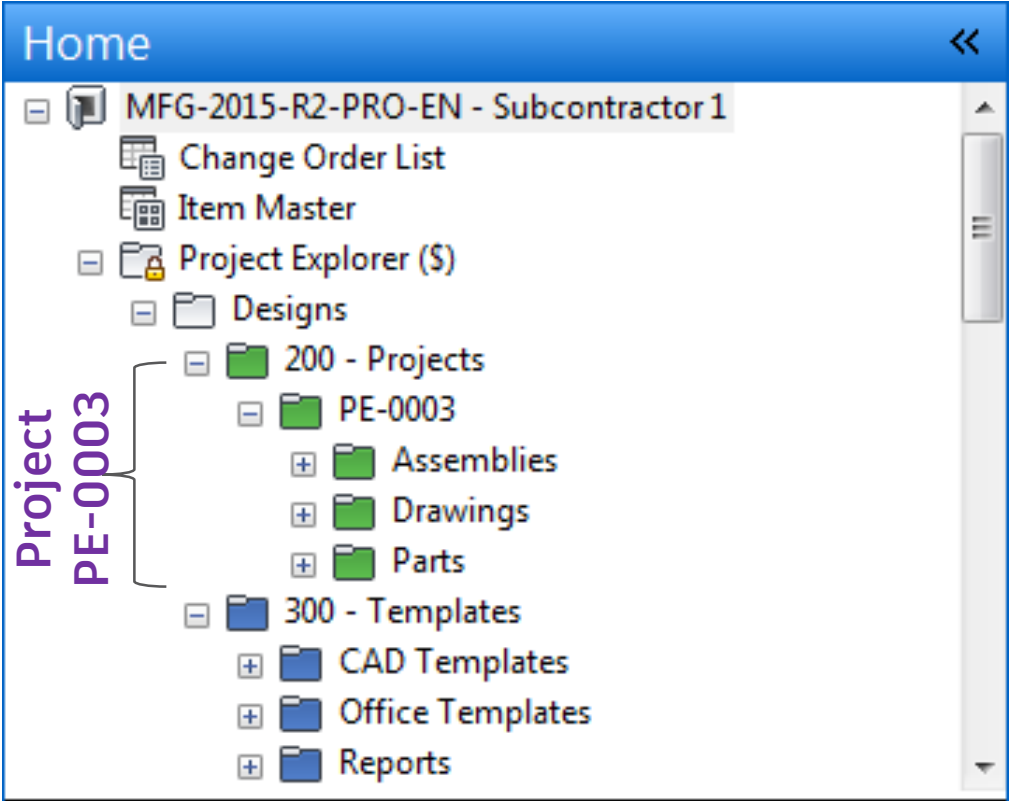 Home
MFG-2015-R2-PRO-EN - Subcontractor 1
Change Order List
Item Master
Project Explorer ($)
Designs
200 - Projects
PE-0003
Assemblies
Drawings
Parts
300 - Templates
CAD Templates
Office Templates
Reports
Project
PE-0003